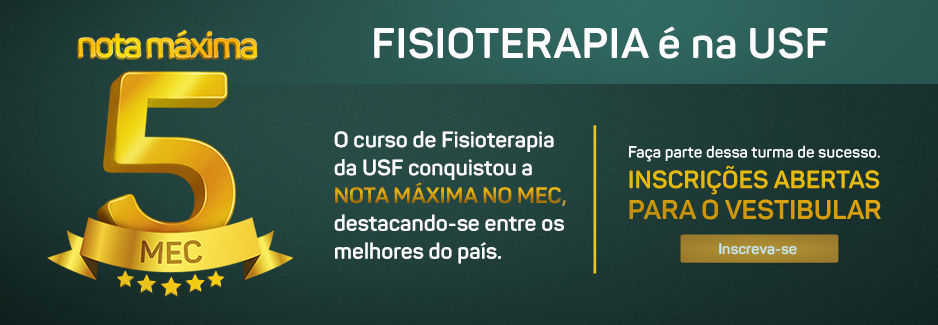 nota máxima
5
MEC
FISIOTERAPIA é na USF
O curso de Fisioterapia
da USF conquistou a
NOTA MÁXIMA NO MEC,
destacando-se entre os
melhores do país.
Faça parte dessa turma de sucesso.
INSCRIÇÕES ABERTAS
PARA O VESTIBULAR
Inscreva-se